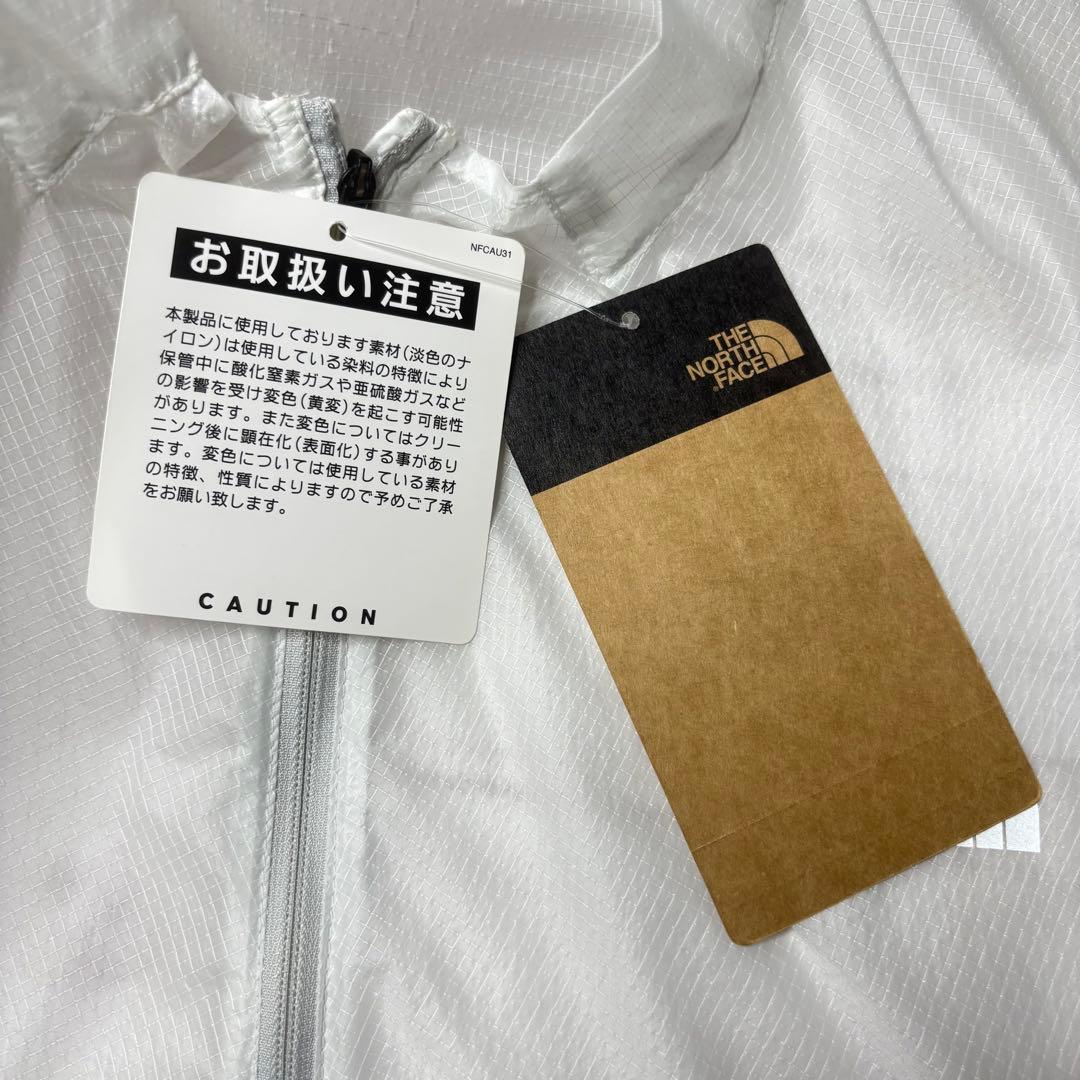 NFCAU31
お取扱い注意
本製品に使用しております素材(淡色のナ
イロン)は使用している染料の特徴により
保管中に酸化窒素ガスや亜硫酸ガスなど
の影響を受け変色(黄変)を起こす可能性
があります。また変色についてはクリー
ニング後に顕在化(表面化)する事があり
ます。変色については使用している素材
の特徴、性質によりますので予めご了承
をお願い致します。
CAUTION
THE
NORTH
FACE